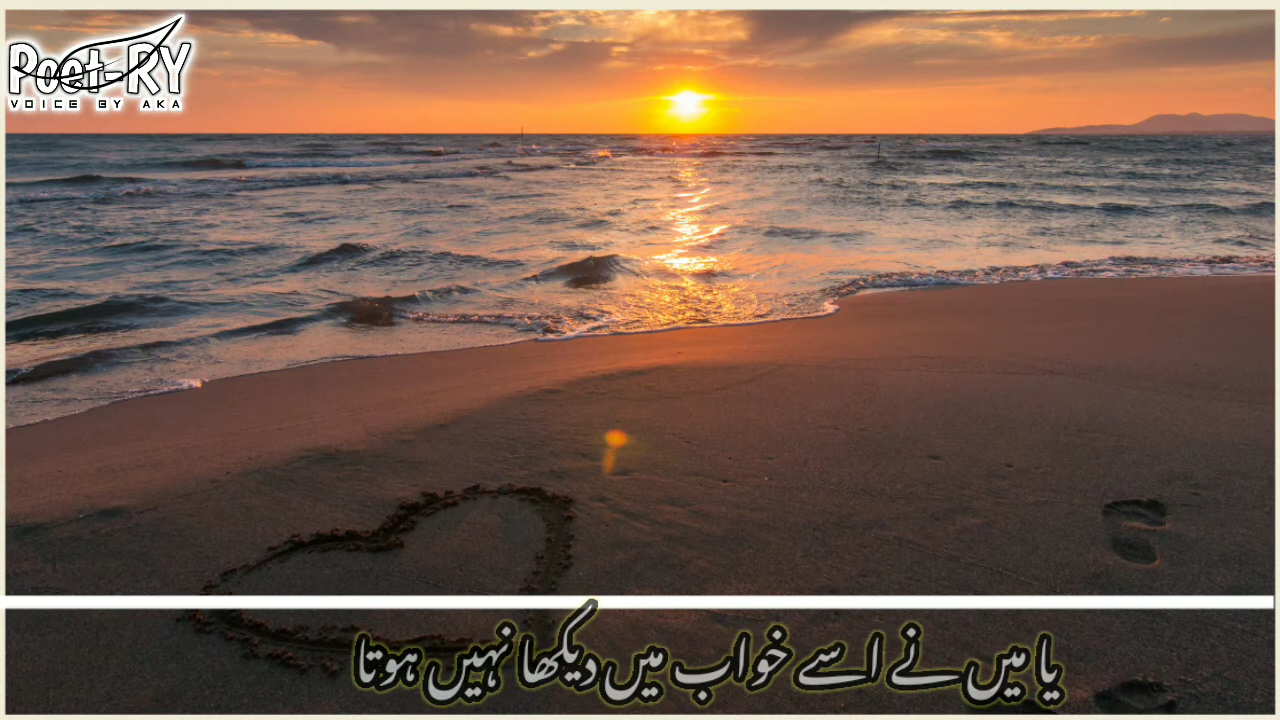 Poet-RY
VOICE BY AKA
یا میں نے اسے خواب میں دیکھا نہیں ہوتا